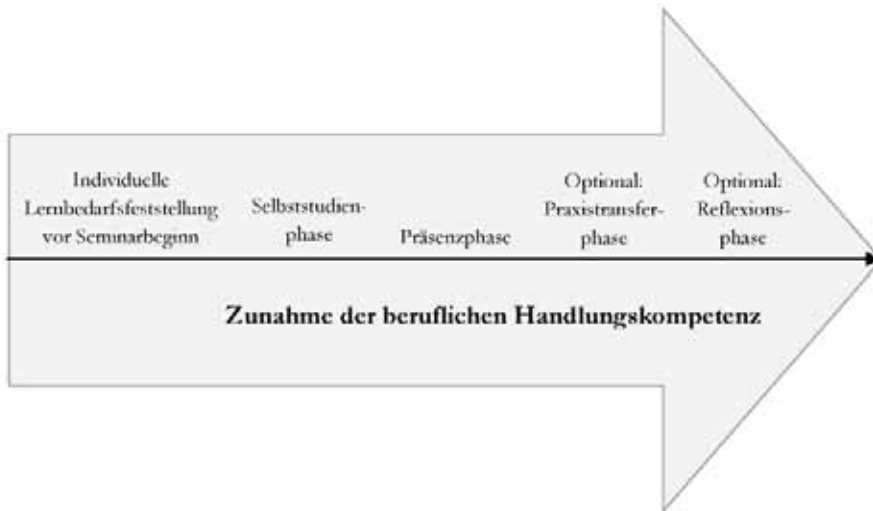 Individuelle
Lernbedarfsfeststellung
vor Seminarbeginn
Selbststudien-
phase
Präsenzphase
Optional:
Praxistransfer-
phase
Optional:
Reflexions-
phase
Zunahme der beruflichen Handlungskompetenz